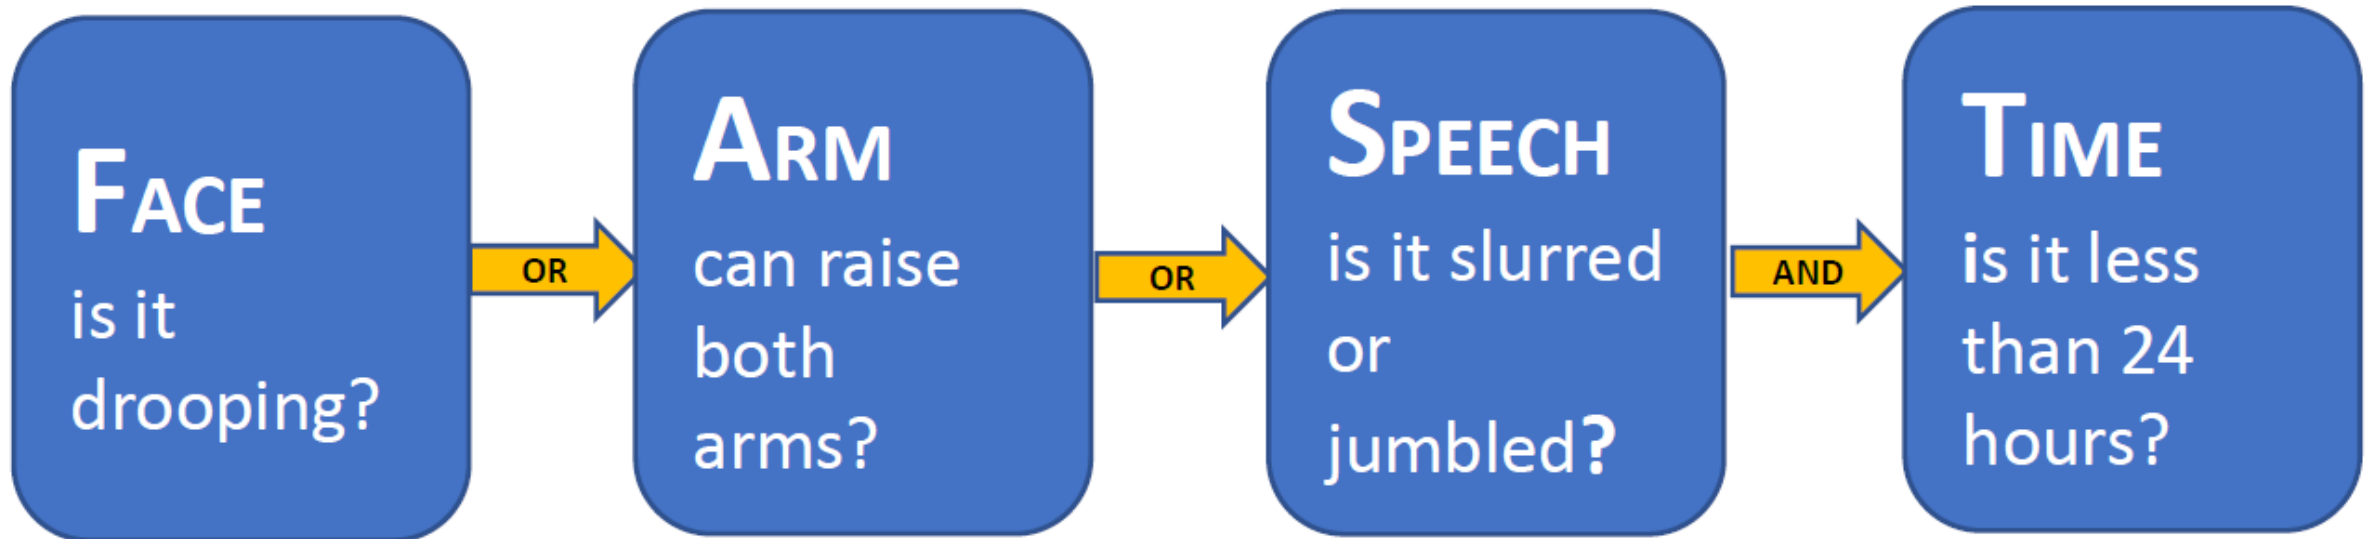 FACE
is it
drooping?
OR
ARM
can raise
both
arms?
OR
SPEECH
is it slurred
or
jumbled?
AND
TIME
is it less
than 24
hours?